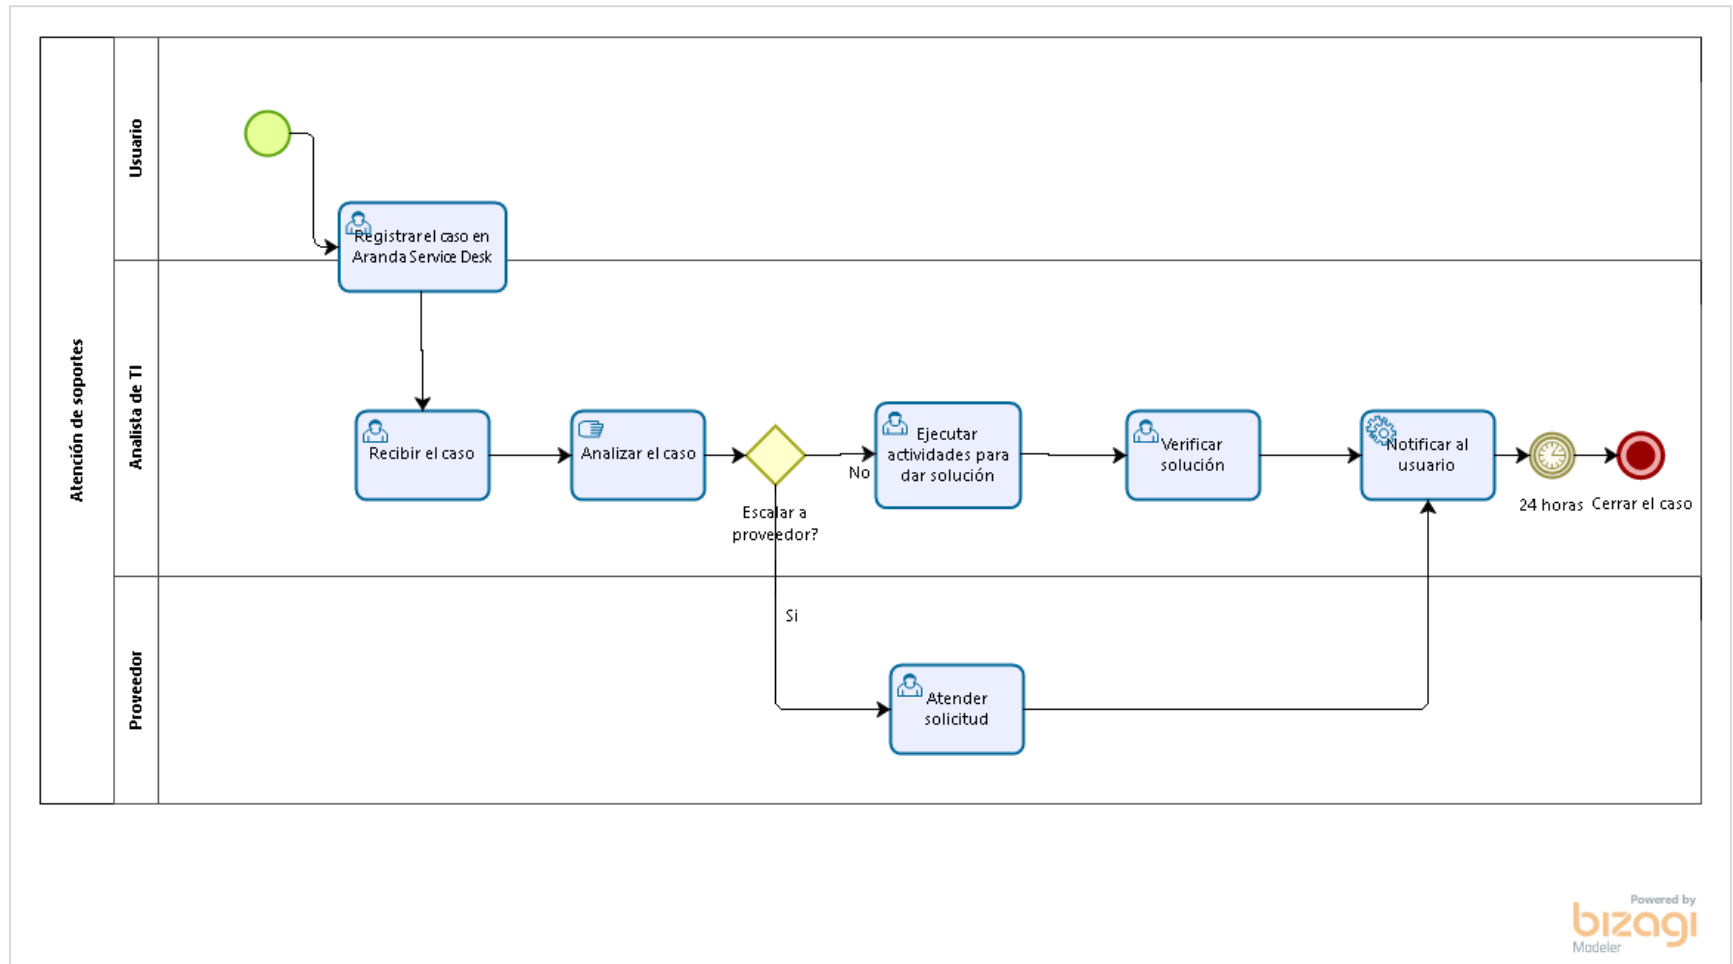 Atención de soportes
Usuario
Registrar el caso en
Aranda Service Desk
Analista de TI
Recibir el caso
Analizar el caso
Escalar a
proveedor?
No
Ejecutar
actividades para
dar solución
Verificar
solución
Notificar al
usuario
24 horas
Cerrar el caso
Proveedor
Si
Atender
solicitud
Powered by
bizagi
Modeler